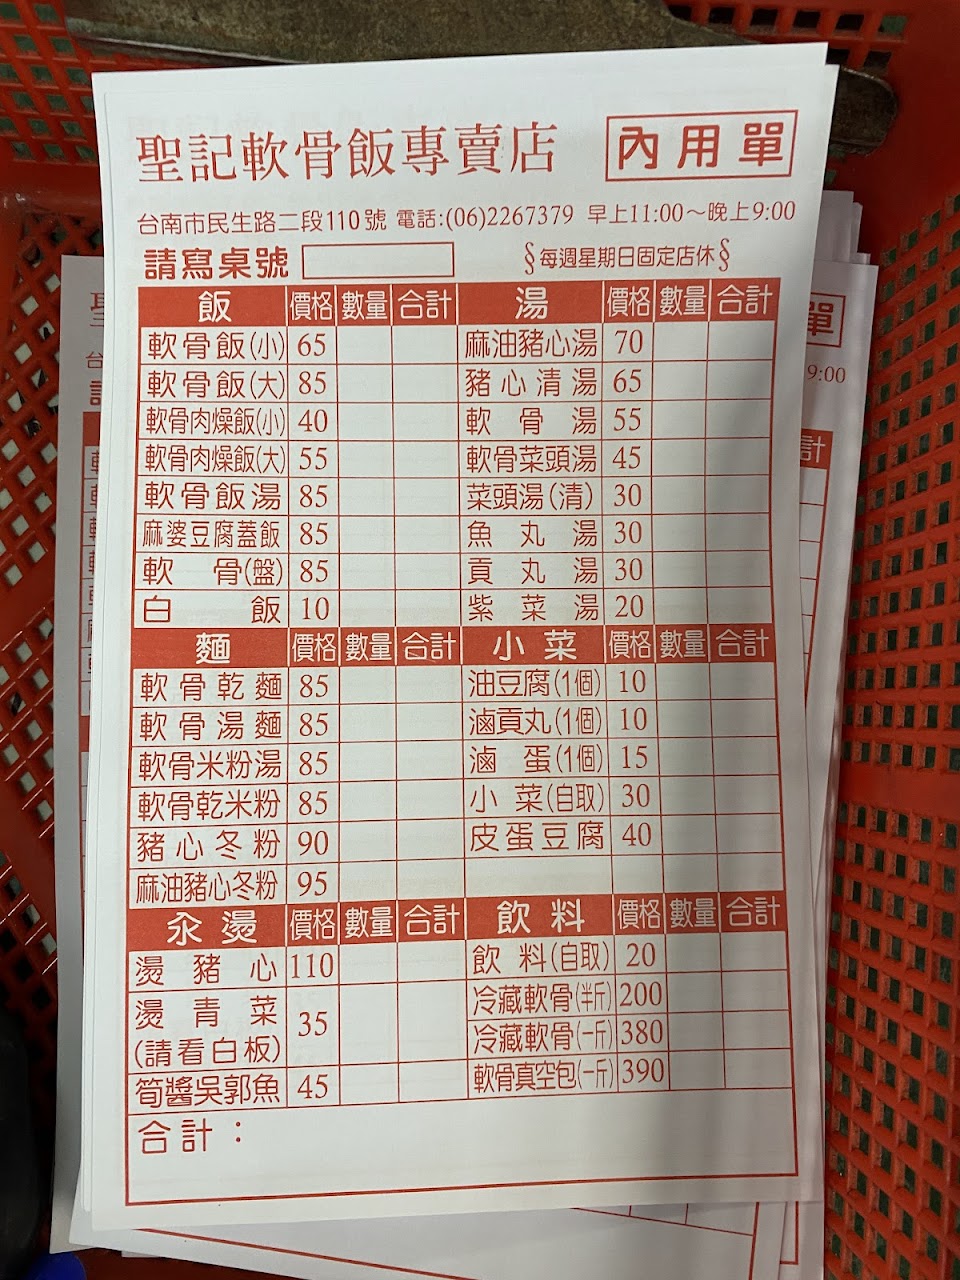 聖記軟骨飯專賣店 內用單
台南市民生路二段110號 電話:(06)2267379 早上11:00～晚上9:00
請寫桌號 §每週星期日固定店休§
飯 價格 數量 合計 湯 價格 數量 合計
軟骨飯(小) 65 麻油豬心湯 70
軟骨飯(大) 85 豬心清湯 65
軟骨肉燥飯(小) 40 軟骨湯 55
軟骨肉燥飯(大) 55 軟骨菜頭湯 45
軟骨飯湯 85 菜頭湯(清) 30
麻婆豆腐蓋飯 85 魚丸湯 30
軟骨(盤) 85 貢丸湯 30
白飯 10 紫菜湯 20
麵 價格 數量 合計 小菜 價格 數量 合計
軟骨乾麵 85 油豆腐(1個) 10
軟骨湯麵 85 滷貢丸(1個) 10
軟骨米粉湯 85 滷蛋(1個) 15
軟骨乾米粉 85 小菜(自取) 30
豬心冬粉 90 皮蛋豆腐 40
麻油豬心冬粉 95
汆燙 價格 數量 合計 飲料 價格 數量 合計
燙豬心 110 飲料(自取) 20
燙青菜 35 冷藏軟骨(半斤) 200
(請看白板) 冷藏軟骨(一斤) 380
筍醬吳郭魚 45 軟骨真空包(一斤) 390
合計：
單
9:00
計